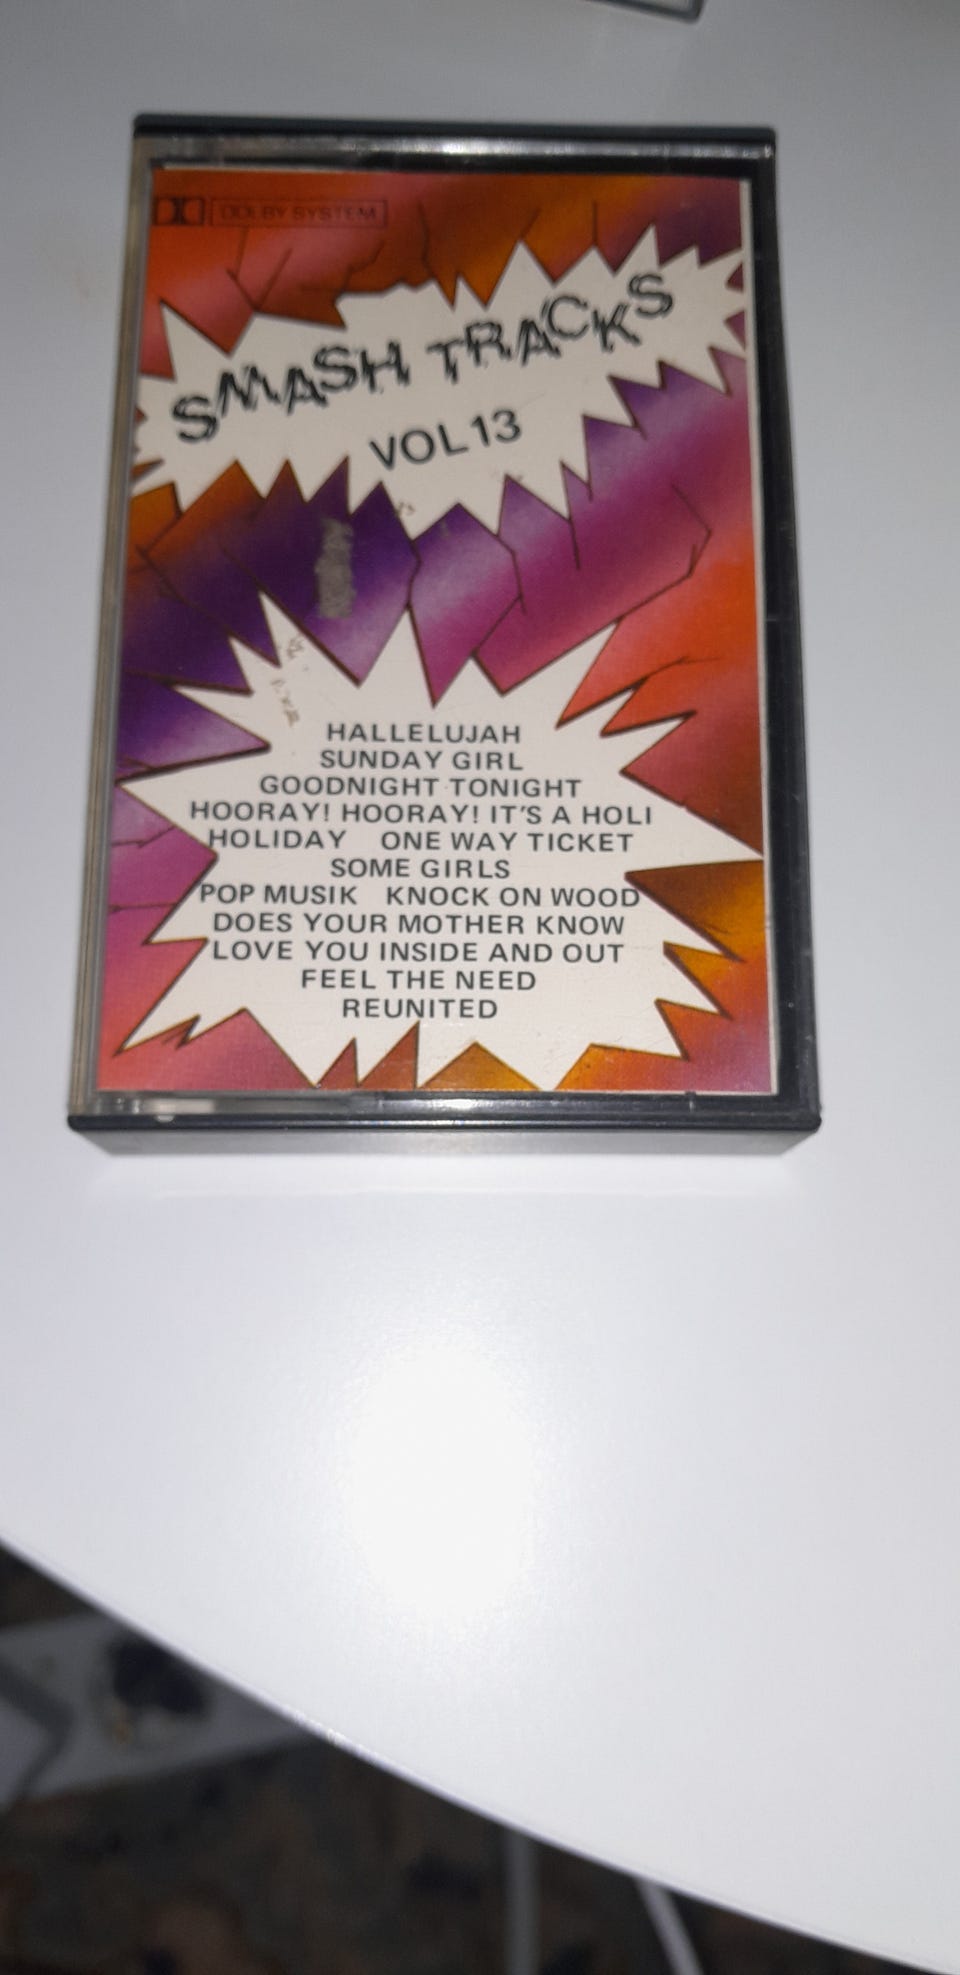 DOLBY SYSTEM
SMASH TRACKS
VOL 13
HALLELUJAH
SUNDAY GIRL
GOODNIGHT TONIGHT
HOORAY! HOORAY! IT'S A HOLI
HOLIDAY ONE WAY TICKET
SOME GIRLS
POP MUSIK KNOCK ON WOOD
DOES YOUR MOTHER KNOW
LOVE YOU INSIDE AND OUT
FEEL THE NEED
REUNITED